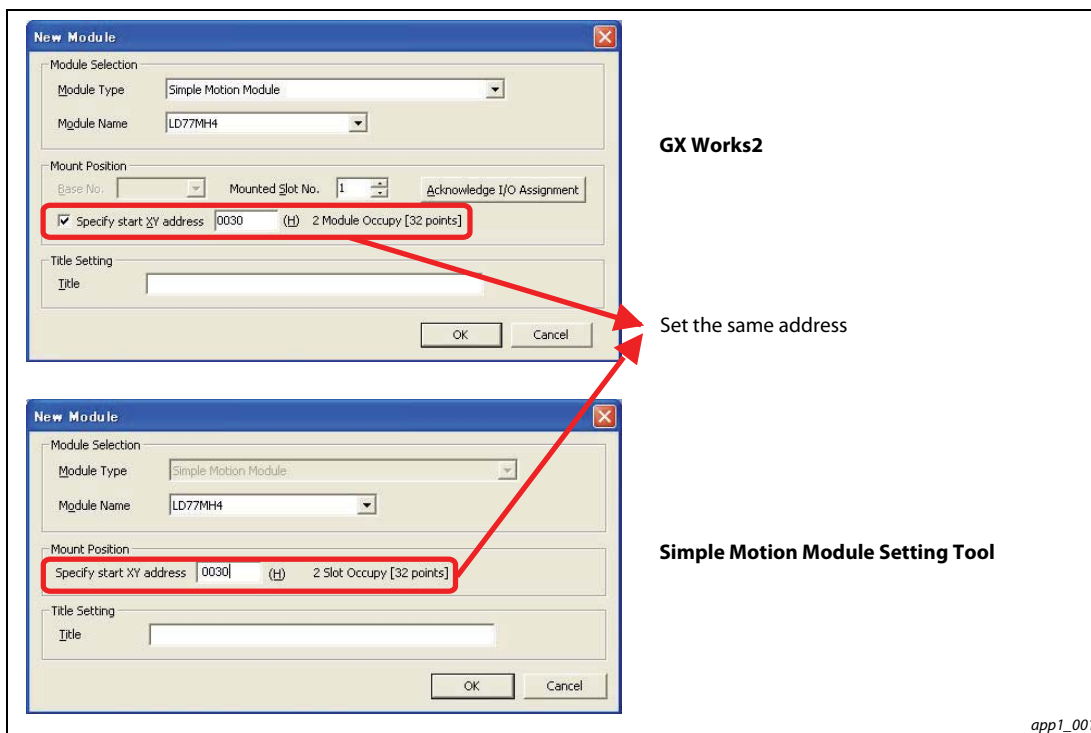 New Module
Module Selection
Module Type Simple Motion Module
Module Name LD77MH4
GX Works2
Mount Position
Base No. Mounted Slot No. 1 Acknowledge I/O Assignment
Specify start XY address 0030 (H) 2 Module Occupy [32 points]
Title Setting
Title
Set the same address
OK Cancel
New Module
Module Selection
Module Type Simple Motion Module
Module Name LD77MH4
Mount Position
Simple Motion Module Setting Tool
Specify start XY address 0030 (H) 2 Slot Occupy [32 points]
Title Setting
Title
OK Cancel
app1_001